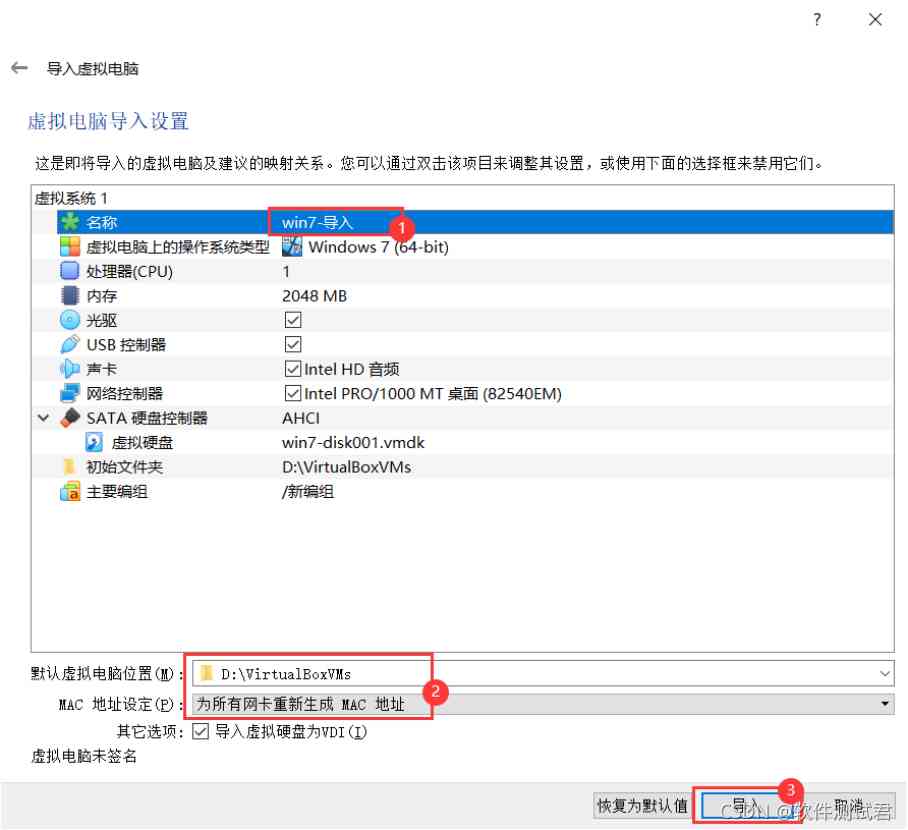 ?
导入虚拟电脑
虚拟电脑导入设置
这是即将导入的虚拟电脑及建议的映射关系。您可以通过双击该项目来调整其设置，或使用下面的选择框来禁用它们。
虚拟系统 1
名称 win7-导入 1
虚拟电脑上的操作系统类型 Windows 7 (64-bit)
处理器(CPU) 1
内存 2048 MB
光驱
USB 控制器
声卡 Intel HD 音频
网络控制器 Intel PRO/1000 MT 桌面 (82540EM)
SATA 硬盘控制器 AHCI
虚拟硬盘 win7-disk001.vmdk
初始文件夹 D:\VirtualBoxVMs
主要编组 /新编组
默认虚拟电脑位置(M): D:\VirtualBoxVMs
2
MAC 地址设定(P): 为所有网卡重新生成 MAC 地址
其它选项: 导入虚拟硬盘为VDI(I)
虚拟电脑未签名
3
恢复为默认值 导入 取消
CSDN @软件测试君